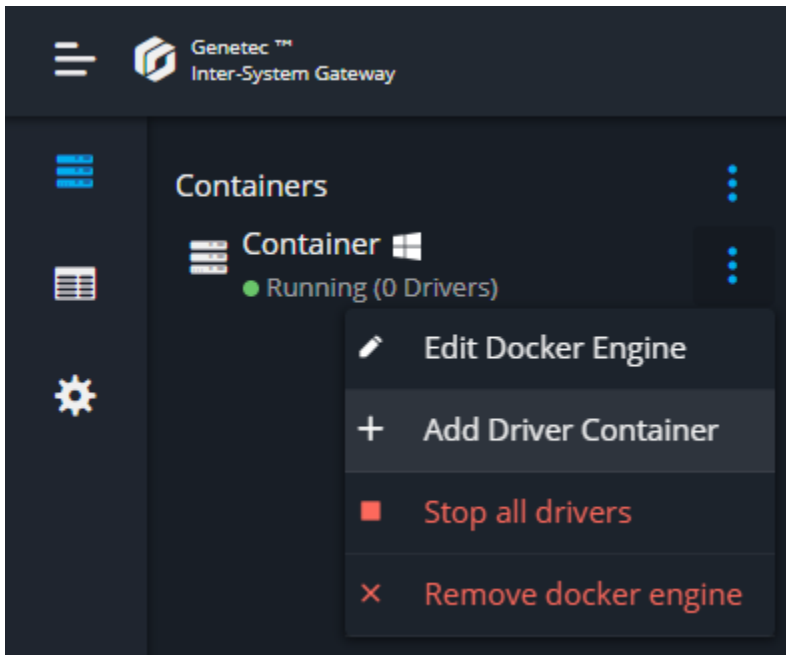 Genetec ™
Inter-System Gateway
Containers
Container
Running (0 Drivers)
Edit Docker Engine
Add Driver Container
Stop all drivers
Remove docker engine